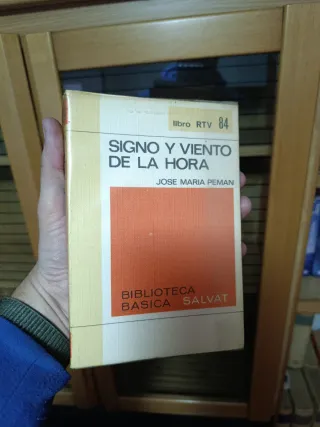 libro RTV 84
SIGNO Y VIENTO
DE LA HORA
JOSE MARIA PEMAN
BIBLIOTECA
BASICA SALVAT